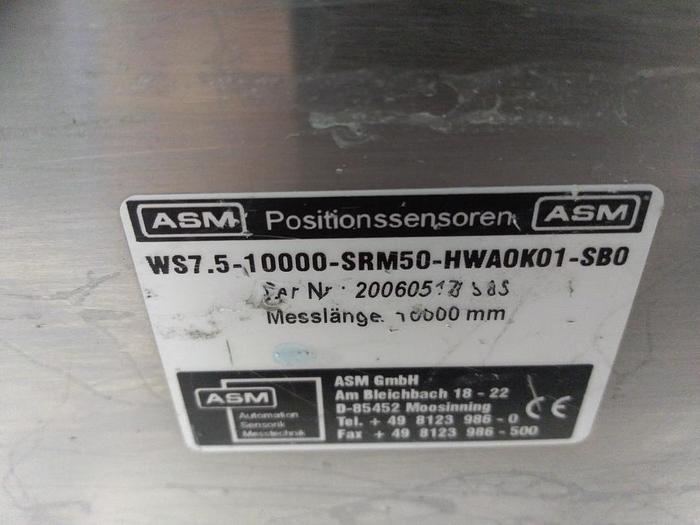 ASM Positionssensoren ASM
WS7.5-10000-SRM50-HWA0K01-SB0
Ser Nr :
Messlänge 10000 mm
ASM
Automation
Sensorik
Messtechnik
ASM GmbH
Am Bleichbach 18 - 22
D-85452 Moosinning
Tel. + 49 8123 986 - 0
Fax + 49 8123 986 - 500
CE